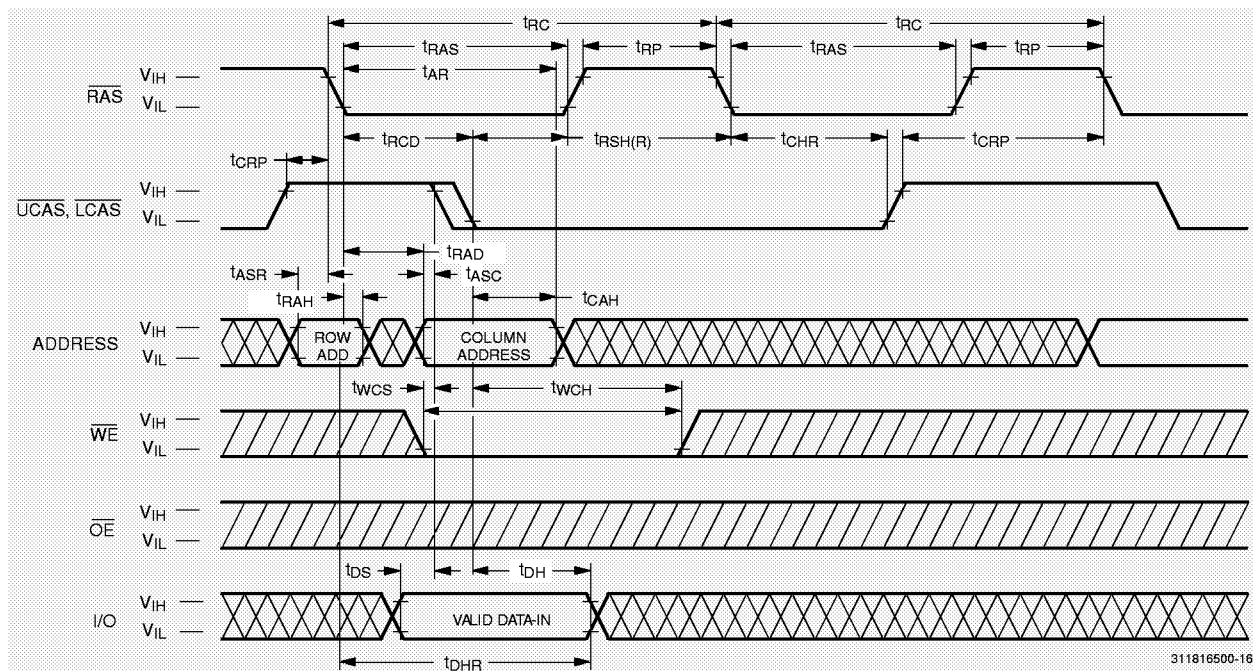 tRC tRC
tRAS tRP tRAS tRP
tAR
VIH
RAS
VIL
tRCD tRSH(R) tCHR tCRP
tCRP
VIH
UCAS, LCAS
VIL
tRAD
tASR tASC
tRAH tCAH
VIH
ADDRESS ROW ADD COLUMN ADDRESS
VIL
tWCS tWCH
VIH
WE
VIL
VIH
OE
VIL
tDS tDH
VIH
I/O VALID DATA-IN
VIL
tDHR
311816500-16